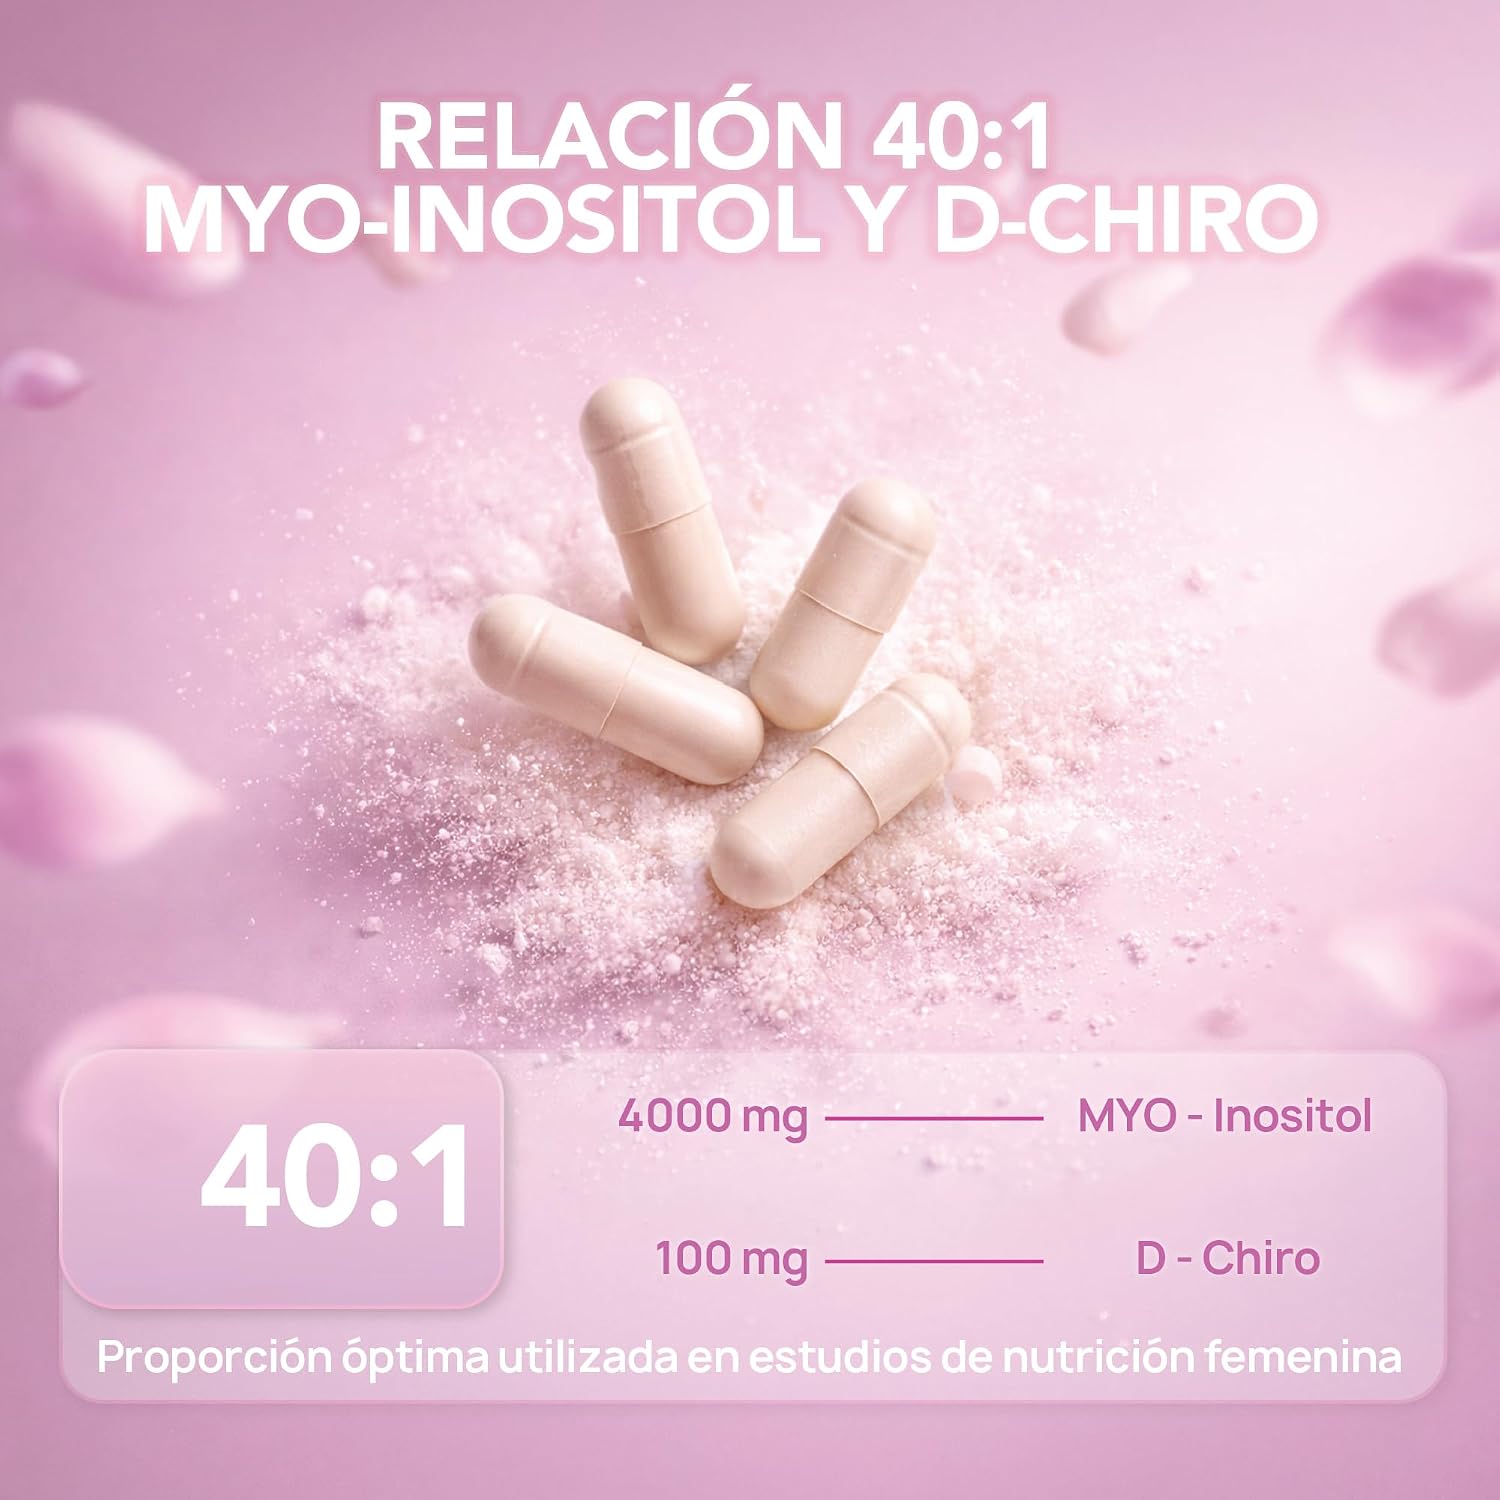 RELACIÓN 40:1
MYO-INOSITOL Y D-CHIRO
40:1
4000 mg MYO - Inositol
100 mg D - Chiro
Proporción óptima utilizada en estudios de nutrición femenina